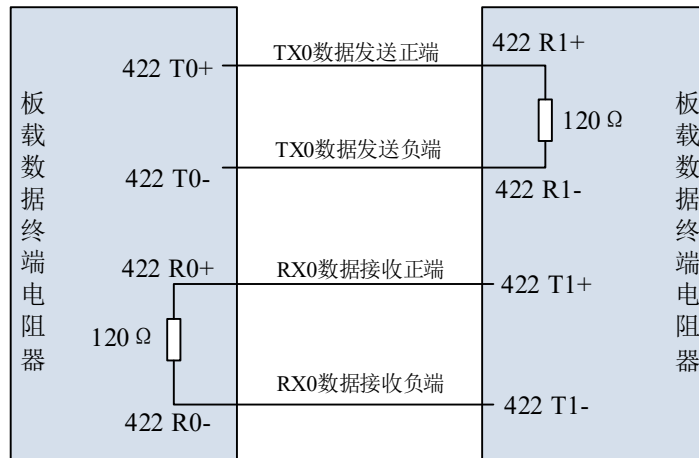 板载数据终端电阻器
422 T0+
TX0数据发送正端
422 R1+
120 Ω
422 T0-
TX0数据发送负端
422 R1-
422 R0+
RX0数据接收正端
422 T1+
120 Ω
422 R0-
RX0数据接收负端
422 T1-
板载数据终端电阻器